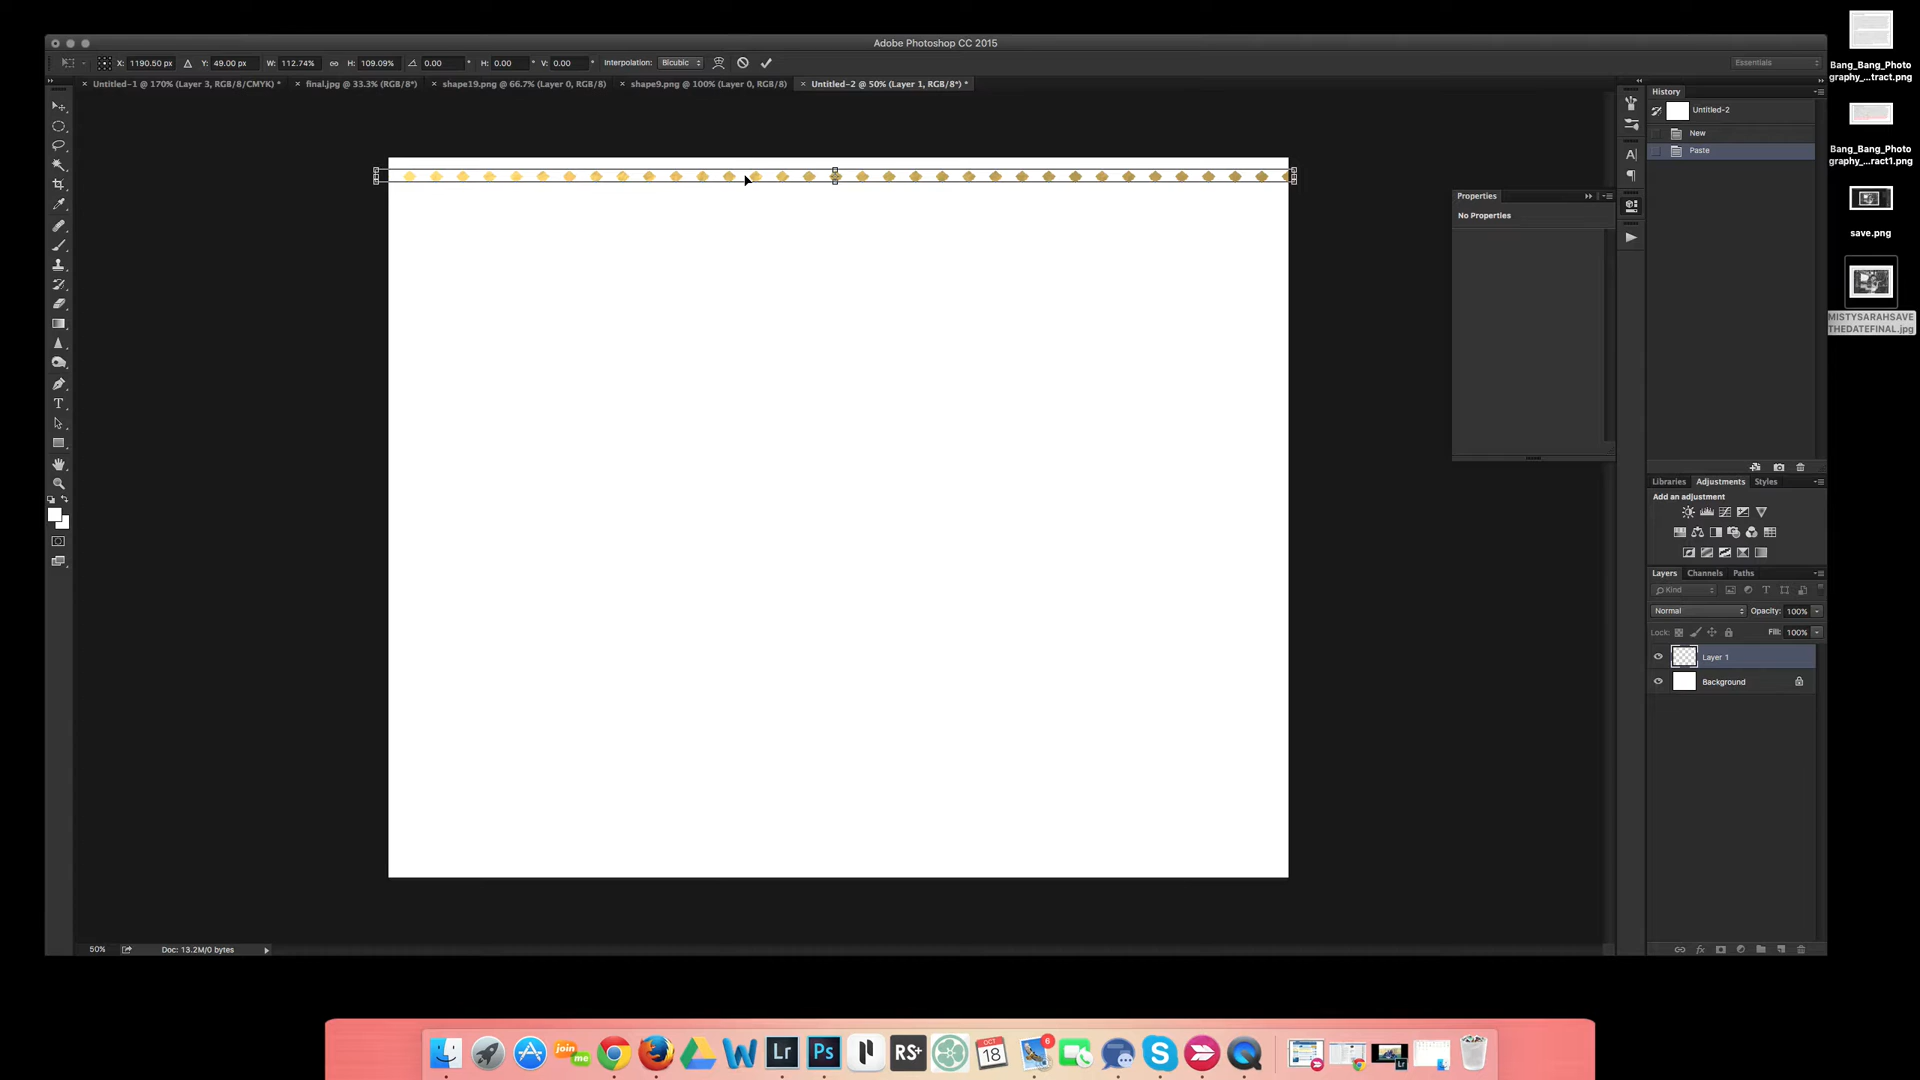 Adobe Photoshop CC 2015
X: 1190.50 px Y: 49.00 px W: 112.74% H: 109.09% 0.00 ° H: 0.00 ° V: 0.00 ° Interpolation: Bicubic Essentials
× Untitled-1 @ 170% (Layer 3, RGB/8/CMYK) * × final.jpg @ 33.3% (RGB/8*) × shape19.png @ 66.7% (Layer 0, RGB/8) × shape9.png @ 100% (Layer 0, RGB/8) × Untitled-2 @ 50% (Layer 1, RGB/8*) *
History
Untitled-2
New
Paste
Properties
No Properties
Libraries Adjustments Styles
Add an adjustment
Layers Channels Paths
Kind
Normal Opacity: 100%
Lock: Fill: 100%
Layer 1
Background
50% Doc: 13.2M/0 bytes
Bang_Bang_Photo
graphy_...tract.png
Bang_Bang_Photo
graphy_...ract1.png
save.png
MISTYSARAHSAVE
THEDATEFINAL.jpg
join
me
W Lr Ps RS+ OCT
18 6 S